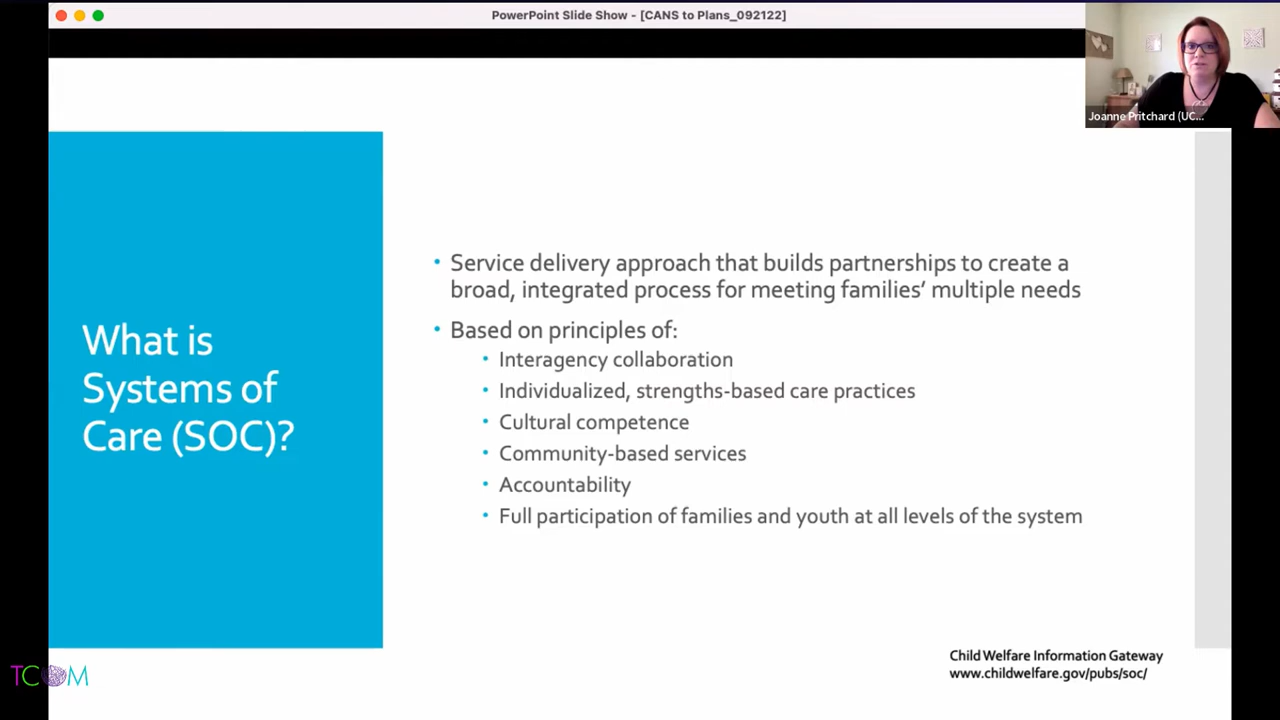 PowerPoint Slide Show - [CANS to Plans_092122]
Joanne Pritchard (UC...
What is
Systems of
Care (SOC)?
• Service delivery approach that builds partnerships to create a
broad, integrated process for meeting families’ multiple needs
• Based on principles of:
• Interagency collaboration
• Individualized, strengths-based care practices
• Cultural competence
• Community-based services
• Accountability
• Full participation of families and youth at all levels of the system
Child Welfare Information Gateway
www.childwelfare.gov/pubs/soc/
TCOM